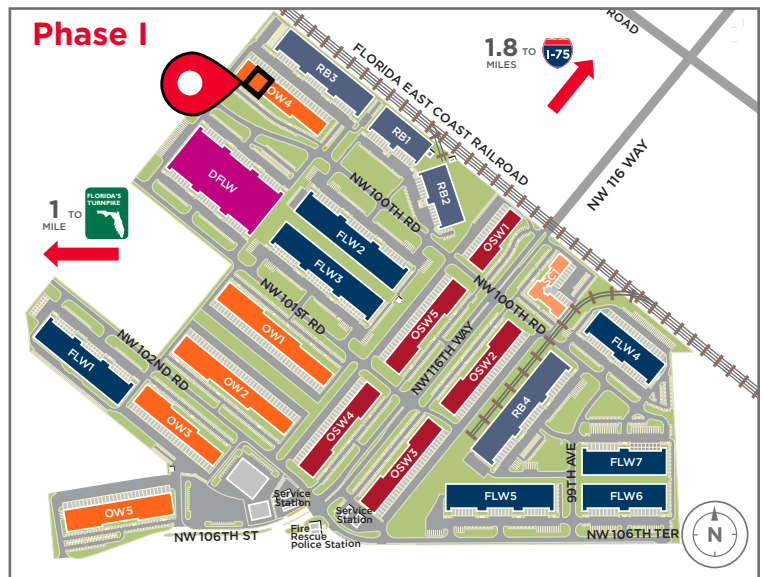 Phase I
1.8 TO
MILES
I-75
ROAD
FLORIDA EAST COAST RAILROAD
NW 116 WAY
RB3
OW4
RB1
RB2
DFLW
NW 100TH RD
1 TO
MILE
FLORIDA'S
TURNPIKE
FLW2
FLW3
OSW1
SC1
NW 101ST RD
NW 100TH RD
OSW5
NW 116TH WAY
OW1
OSW2
FLW4
FLW1
NW 102ND RD
OW2
RB4
OW3
OSW4
OSW3
99TH AVE
FLW7
FLW5
FLW6
OW5
Service
Station
Service
Station
Fire
Rescue
Police Station
NW 106TH ST
NW 106TH TER
N